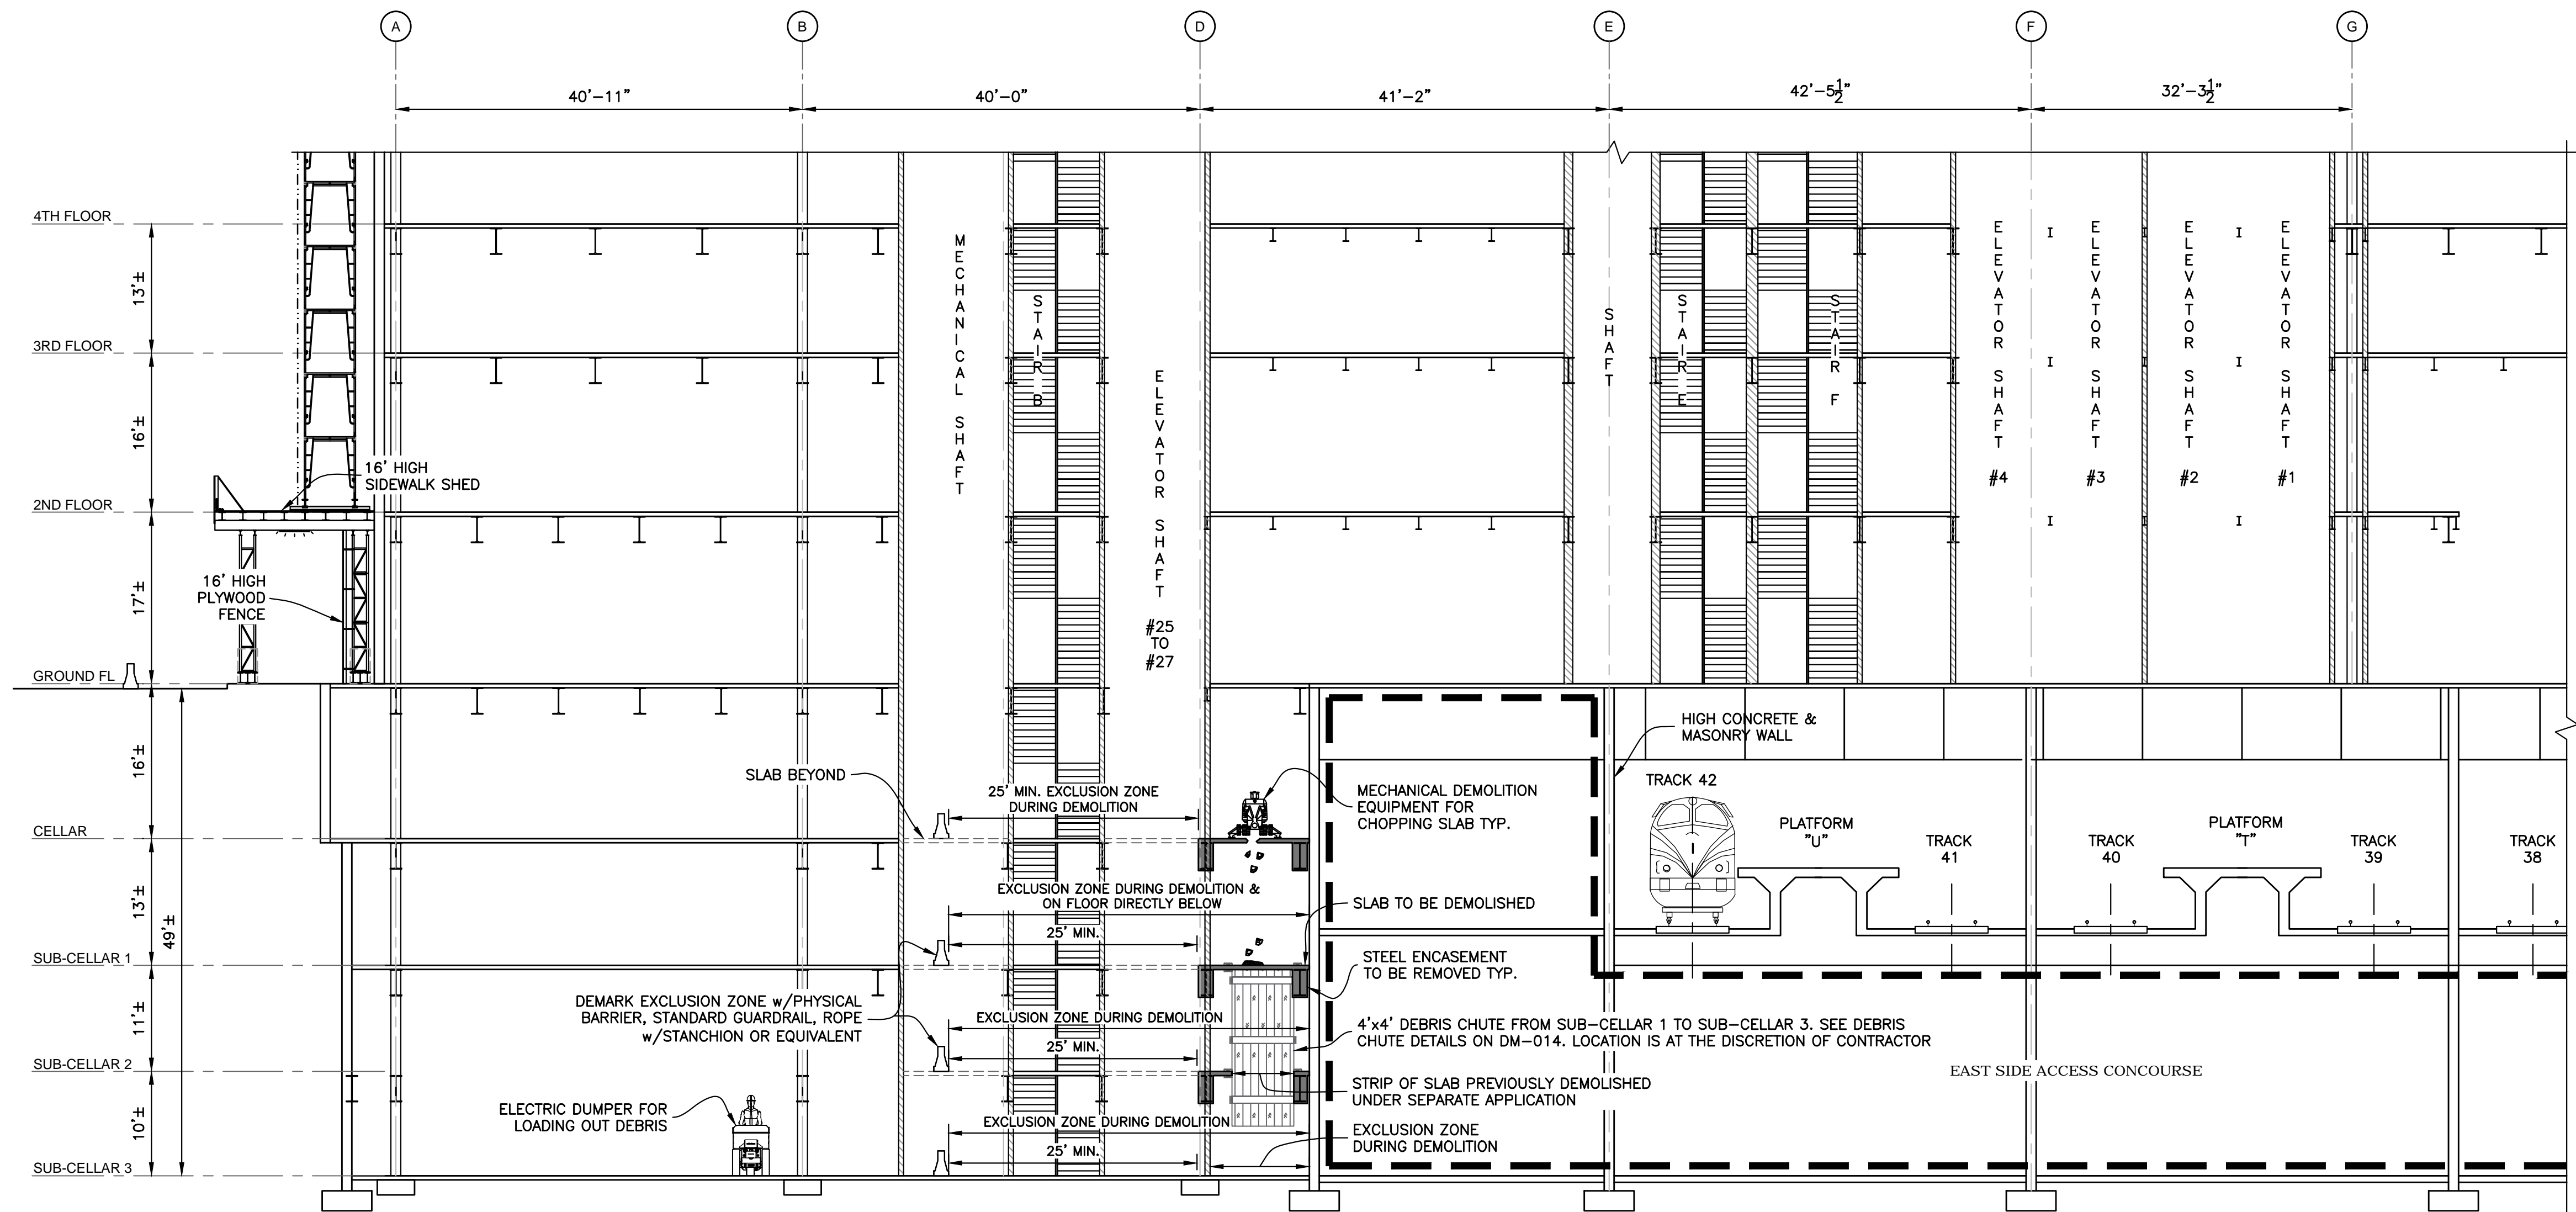 A
B
D
E
F
G
40'-11"
40'-0"
41'-2"
42'-5 1/2"
32'-3 1/2"
4TH FLOOR
13'±
3RD FLOOR
16'±
2ND FLOOR
17'±
GROUND FL
16'±
CELLAR
13'±
49'±
SUB-CELLAR 1
11'±
SUB-CELLAR 2
10'±
SUB-CELLAR 3
16' HIGH
SIDEWALK SHED
16' HIGH
PLYWOOD
FENCE
MECHANICAL SHAFT
STAIR B
ELEVATOR SHAFT
#25
TO
#27
SHAFT
STAIR E
STAIR F
ELEVATOR SHAFT
#4
ELEVATOR SHAFT
#3
ELEVATOR SHAFT
#2
ELEVATOR SHAFT
#1
SLAB BEYOND
25' MIN. EXCLUSION ZONE
DURING DEMOLITION
EXCLUSION ZONE DURING DEMOLITION &
ON FLOOR DIRECTLY BELOW
25' MIN.
DEMARK EXCLUSION ZONE w/PHYSICAL
BARRIER, STANDARD GUARDRAIL, ROPE
w/STANCHION OR EQUIVALENT
EXCLUSION ZONE DURING DEMOLITION
25' MIN.
ELECTRIC DUMPER FOR
LOADING OUT DEBRIS
EXCLUSION ZONE DURING DEMOLITION
25' MIN.
MECHANICAL DEMOLITION
EQUIPMENT FOR
CHOPPING SLAB TYP.
SLAB TO BE DEMOLISHED
STEEL ENCASEMENT
TO BE REMOVED TYP.
4'x4' DEBRIS CHUTE FROM SUB-CELLAR 1 TO SUB-CELLAR 3. SEE DEBRIS
CHUTE DETAILS ON DM-014. LOCATION IS AT THE DISCRETION OF CONTRACTOR
STRIP OF SLAB PREVIOUSLY DEMOLISHED
UNDER SEPARATE APPLICATION
EXCLUSION ZONE
DURING DEMOLITION
HIGH CONCRETE &
MASONRY WALL
TRACK 42
PLATFORM
"U"
TRACK
41
TRACK
40
PLATFORM
"T"
TRACK
39
TRACK
38
EAST SIDE ACCESS CONCOURSE